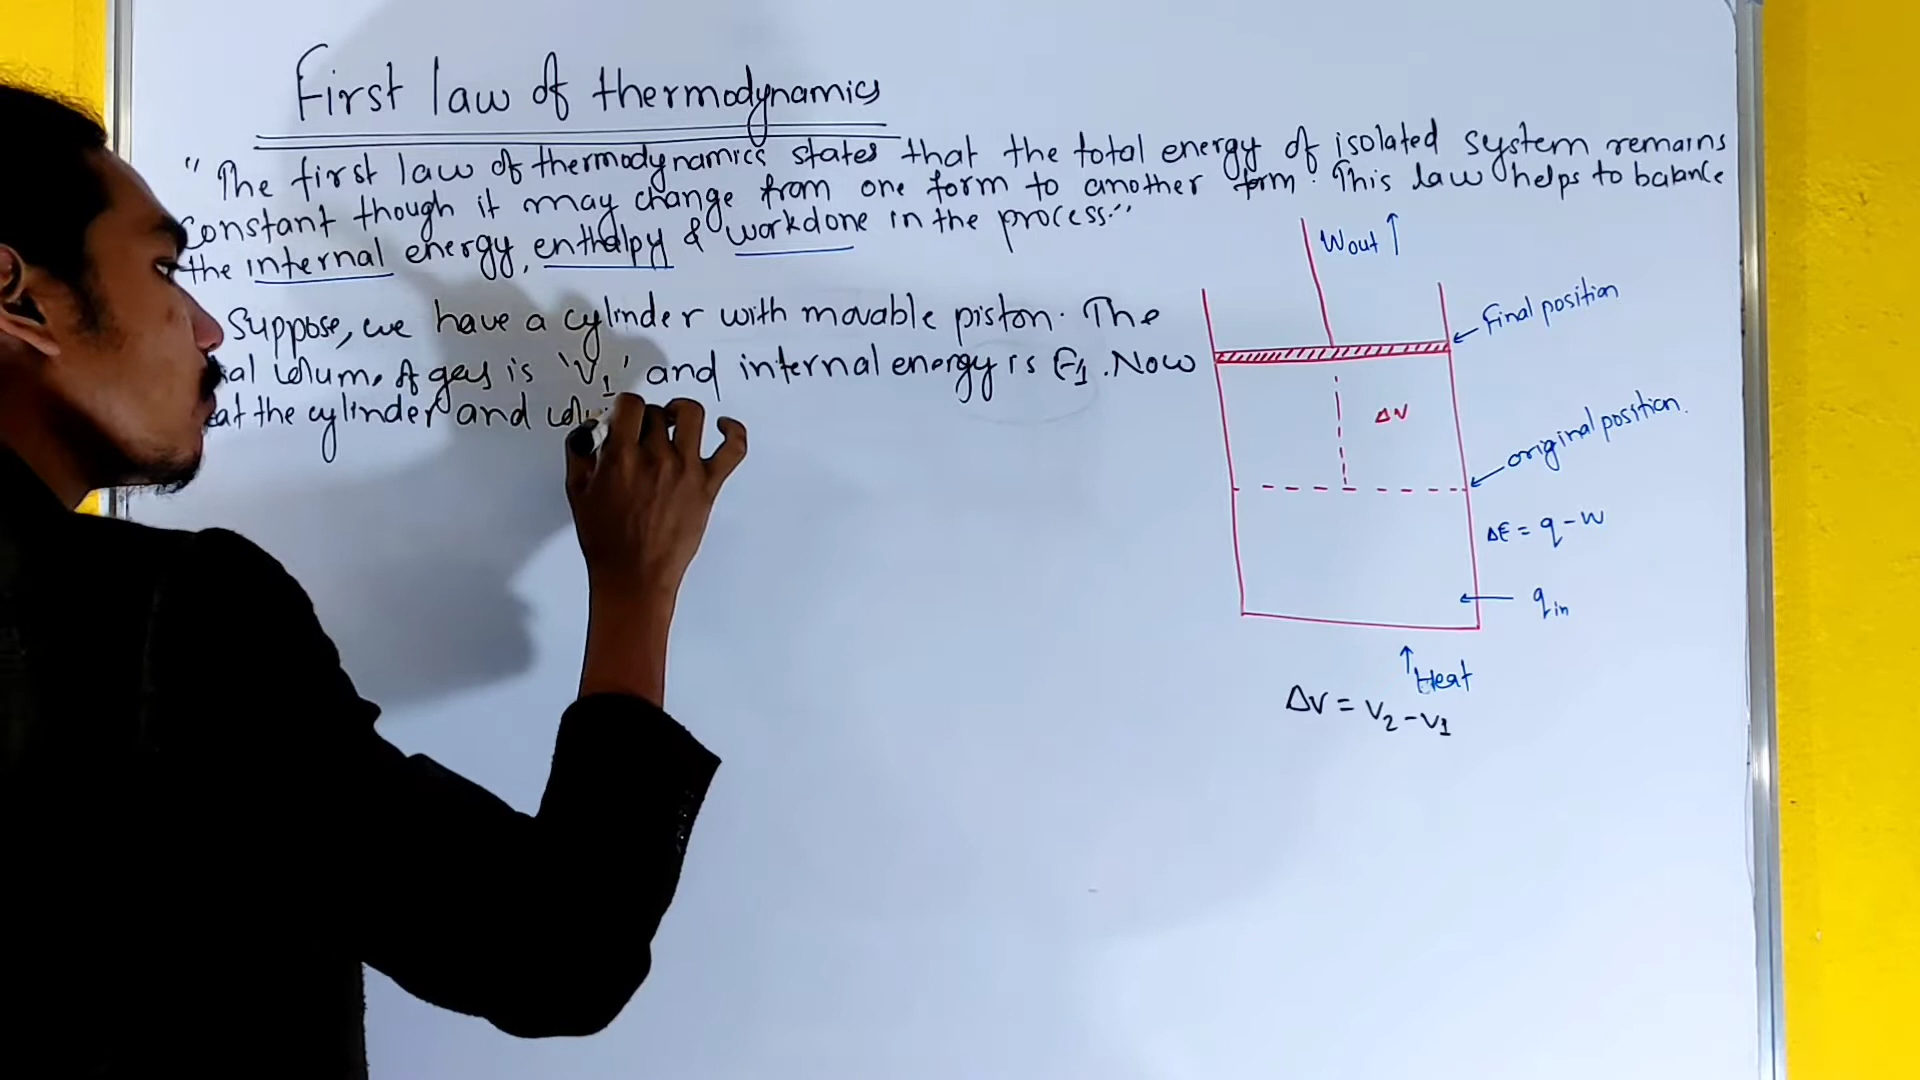 First law of thermodynamics
"The first law of thermodynamics states that the total energy of isolated system remains
constant though it may change from one form to another form. This law helps to balance
the internal energy, enthalpy & workdone in the process."
Suppose, we have a cylinder with movable piston. The
of gas is 'V1' and internal energy is E1. Now
the cylinder and
Wout ↑
Final position
ΔV
original position.
ΔE = q - w
qin
↑ Heat
ΔV = V2 - V1